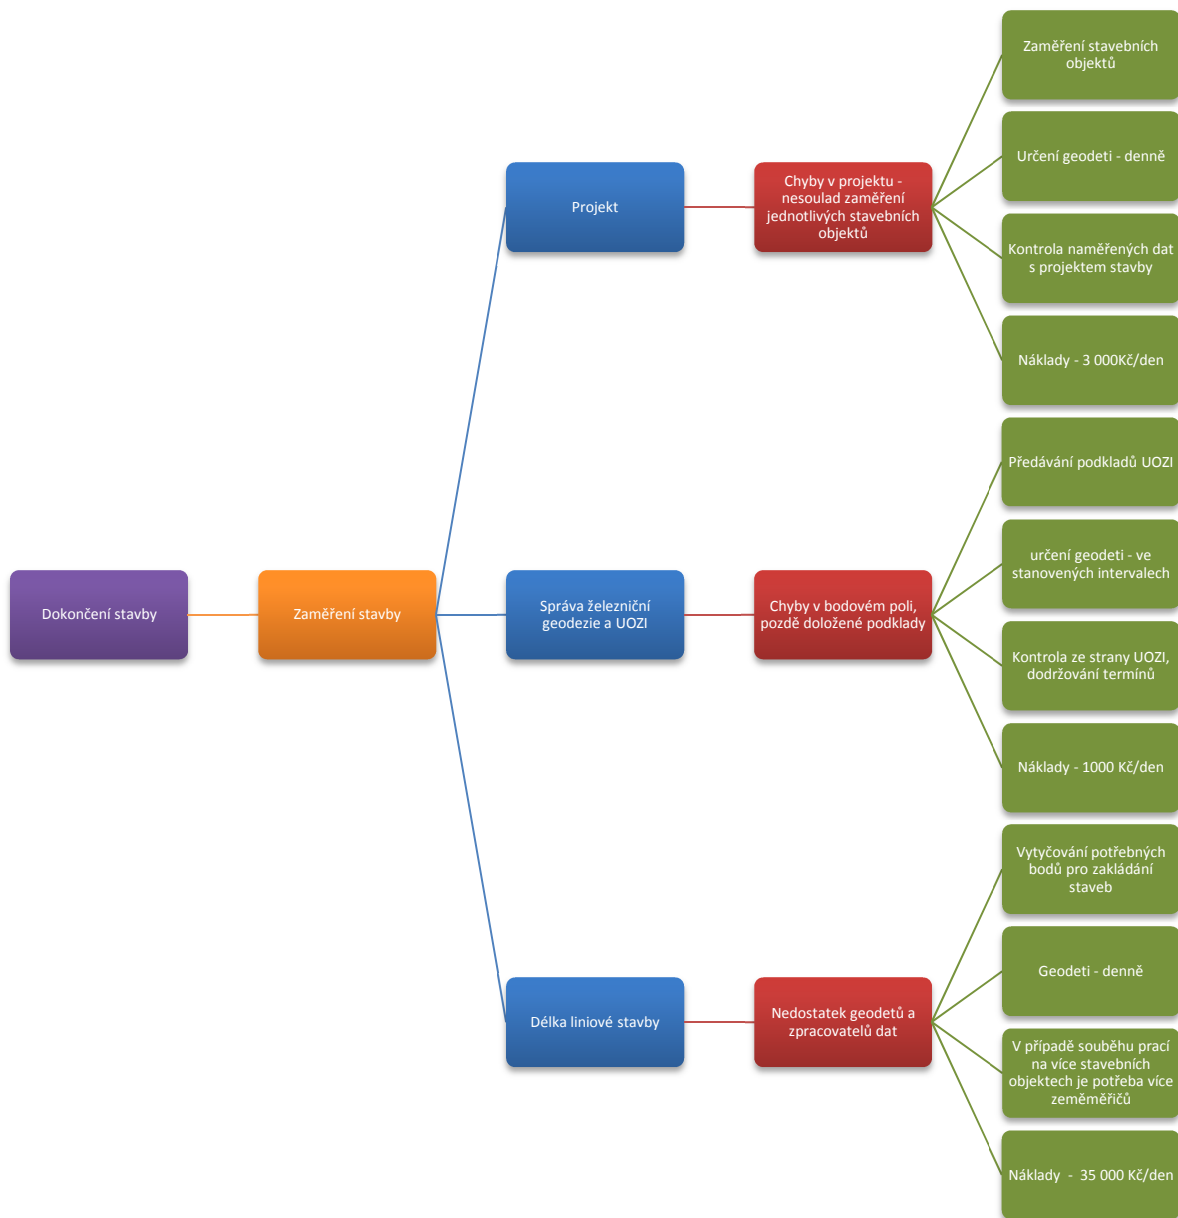 Dokončení stavby
Zaměření stavby
Projekt
Chyby v projektu -
nesoulad zaměření
jednotlivých stavebních
objektů
Zaměření stavebních
objektů
Určení geodeti - denně
Kontrola naměřených dat
s projektem stavby
Náklady - 3 000Kč/den
Správa železniční
geodezie a UOZI
Chyby v bodovém poli,
pozdě doložené podklady
Předávání podkladů UOZI
určení geodeti - ve
stanovených intervalech
Kontrola ze strany UOZI,
dodržování termínů
Náklady - 1000 Kč/den
Délka liniové stavby
Nedostatek geodetů a
zpracovatelů dat
Vytyčování potřebných
bodů pro zakládání
staveb
Geodeti - denně
V případě souběhu prací
na více stavebních
objektech je potřeba více
zeměměřičů
Náklady - 35 000 Kč/den